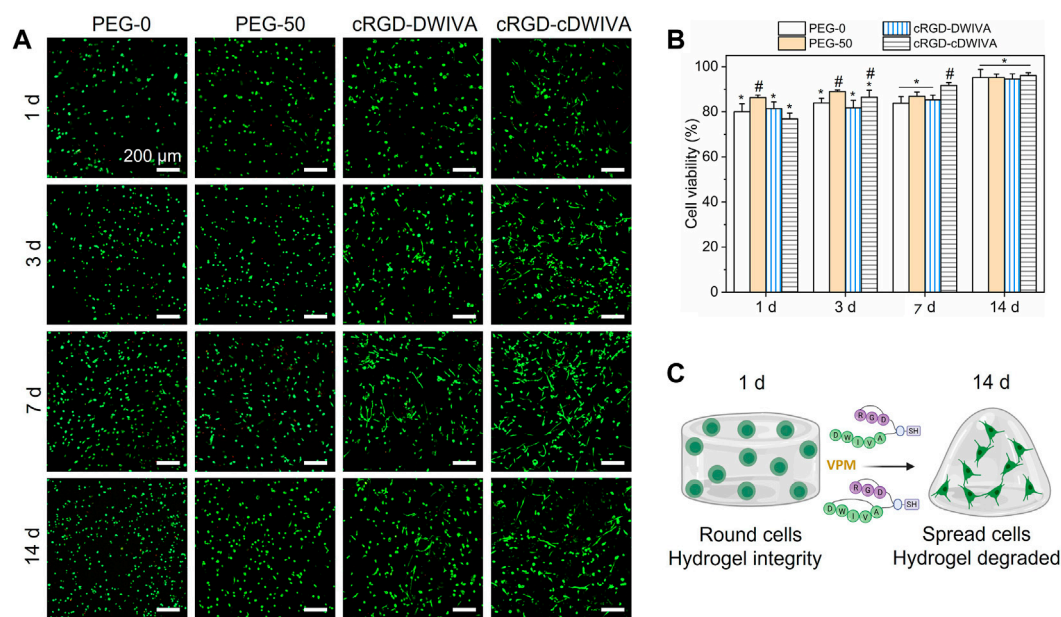 A
PEG-0 PEG-50 cRGD-DWIVA cRGD-cDWIVA
1 d
200 µm
3 d
7 d
14 d
B
PEG-0 cRGD-DWIVA
PEG-50 cRGD-cDWIVA
Cell viability (%)
100
80
60
40
20
0
* # * *
* # * # *
* #
*
1 d 3 d 7 d 14 d
C
1 d 14 d
R G D
D W I V A SH
VPM
R G D
D W I V A SH
Round cells
Hydrogel integrity
Spread cells
Hydrogel degraded